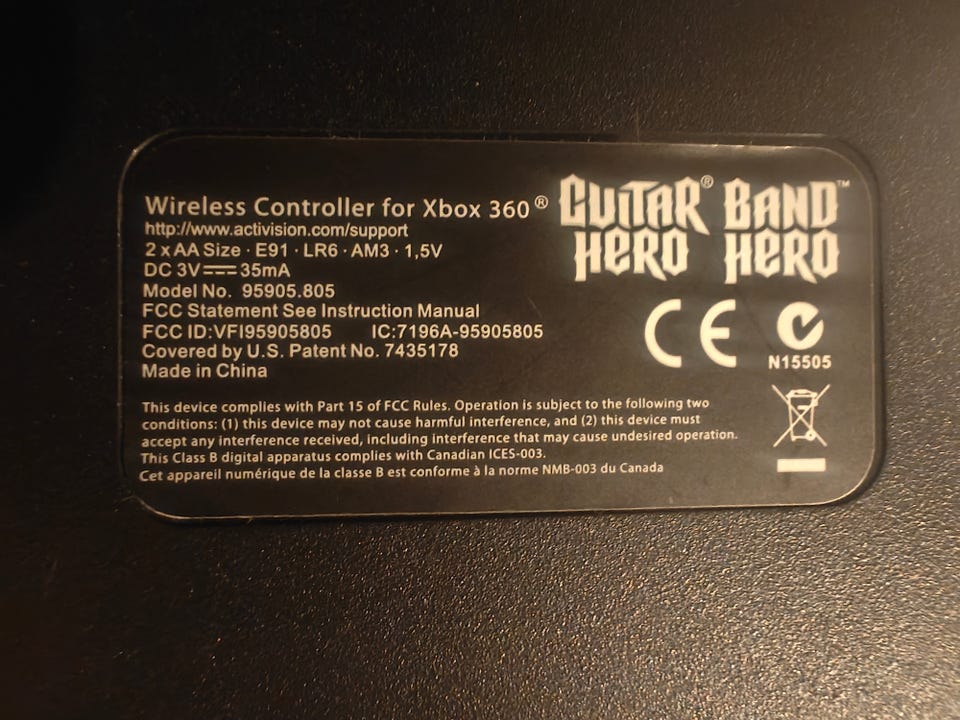 Wireless Controller for Xbox 360®
http://www.activision.com/support
2 x AA Size · E91 · LR6 · AM3 · 1,5V
DC 3V⎓35mA
Model No. 95905.805
FCC Statement See Instruction Manual
FCC ID:VFI95905805 IC:7196A-95905805
Covered by U.S. Patent No. 7435178
Made in China
GUITAR® BAND™
HERO HERO
CE
N15505
This device complies with Part 15 of FCC Rules. Operation is subject to the following two
conditions: (1) this device may not cause harmful interference, and (2) this device must
accept any interference received, including interference that may cause undesired operation.
This Class B digital apparatus complies with Canadian ICES-003.
Cet appareil numérique de la classe B est conforme à la norme NMB-003 du Canada